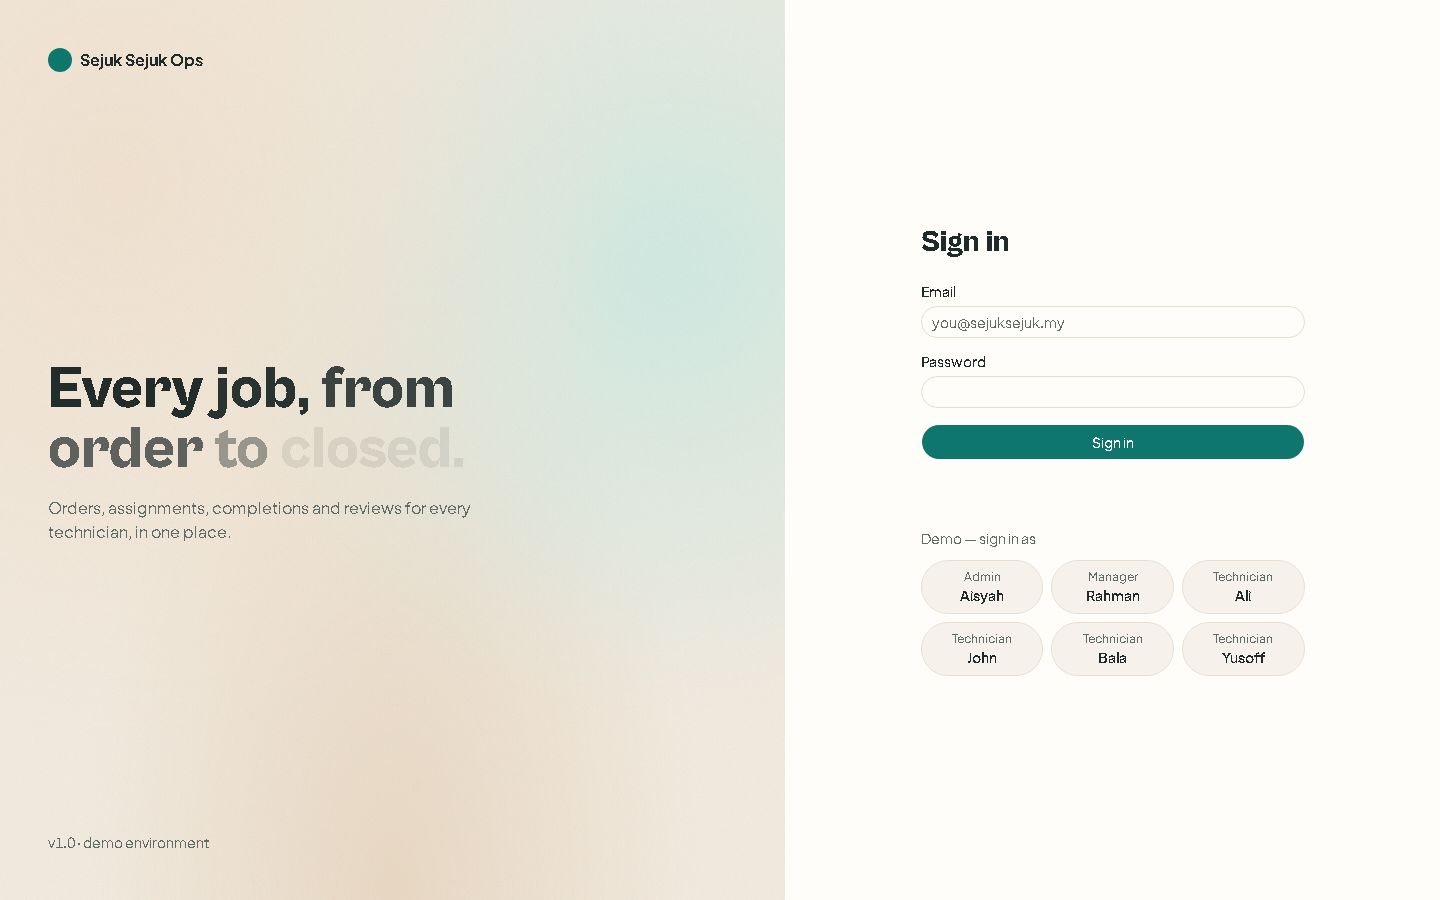 Sejuk Sejuk Ops
Every job, from
order to closed.
Orders, assignments, completions and reviews for every
technician, in one place.
v1.0 · demo environment
Sign in
Email
you@sejuksejuk.my
Password
Sign in
Demo — sign in as
Admin
Aisyah
Manager
Rahman
Technician
Ali
Technician
John
Technician
Bala
Technician
Yusoff